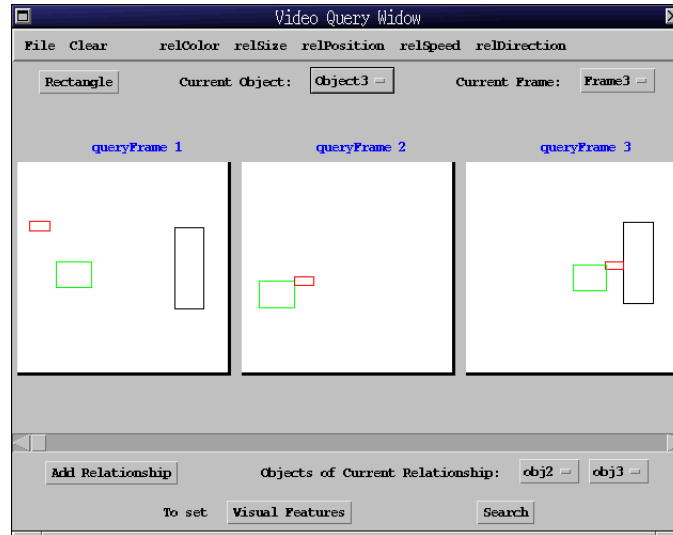 Video Query Widow
File Clear relColor relSize relPosition relSpeed relDirection
Rectangle Current Object: Object3 Current Frame: Frame3
queryFrame 1 queryFrame 2 queryFrame 3
Add Relationship Objects of Current Relationship: obj2 obj3
To set Visual Features Search